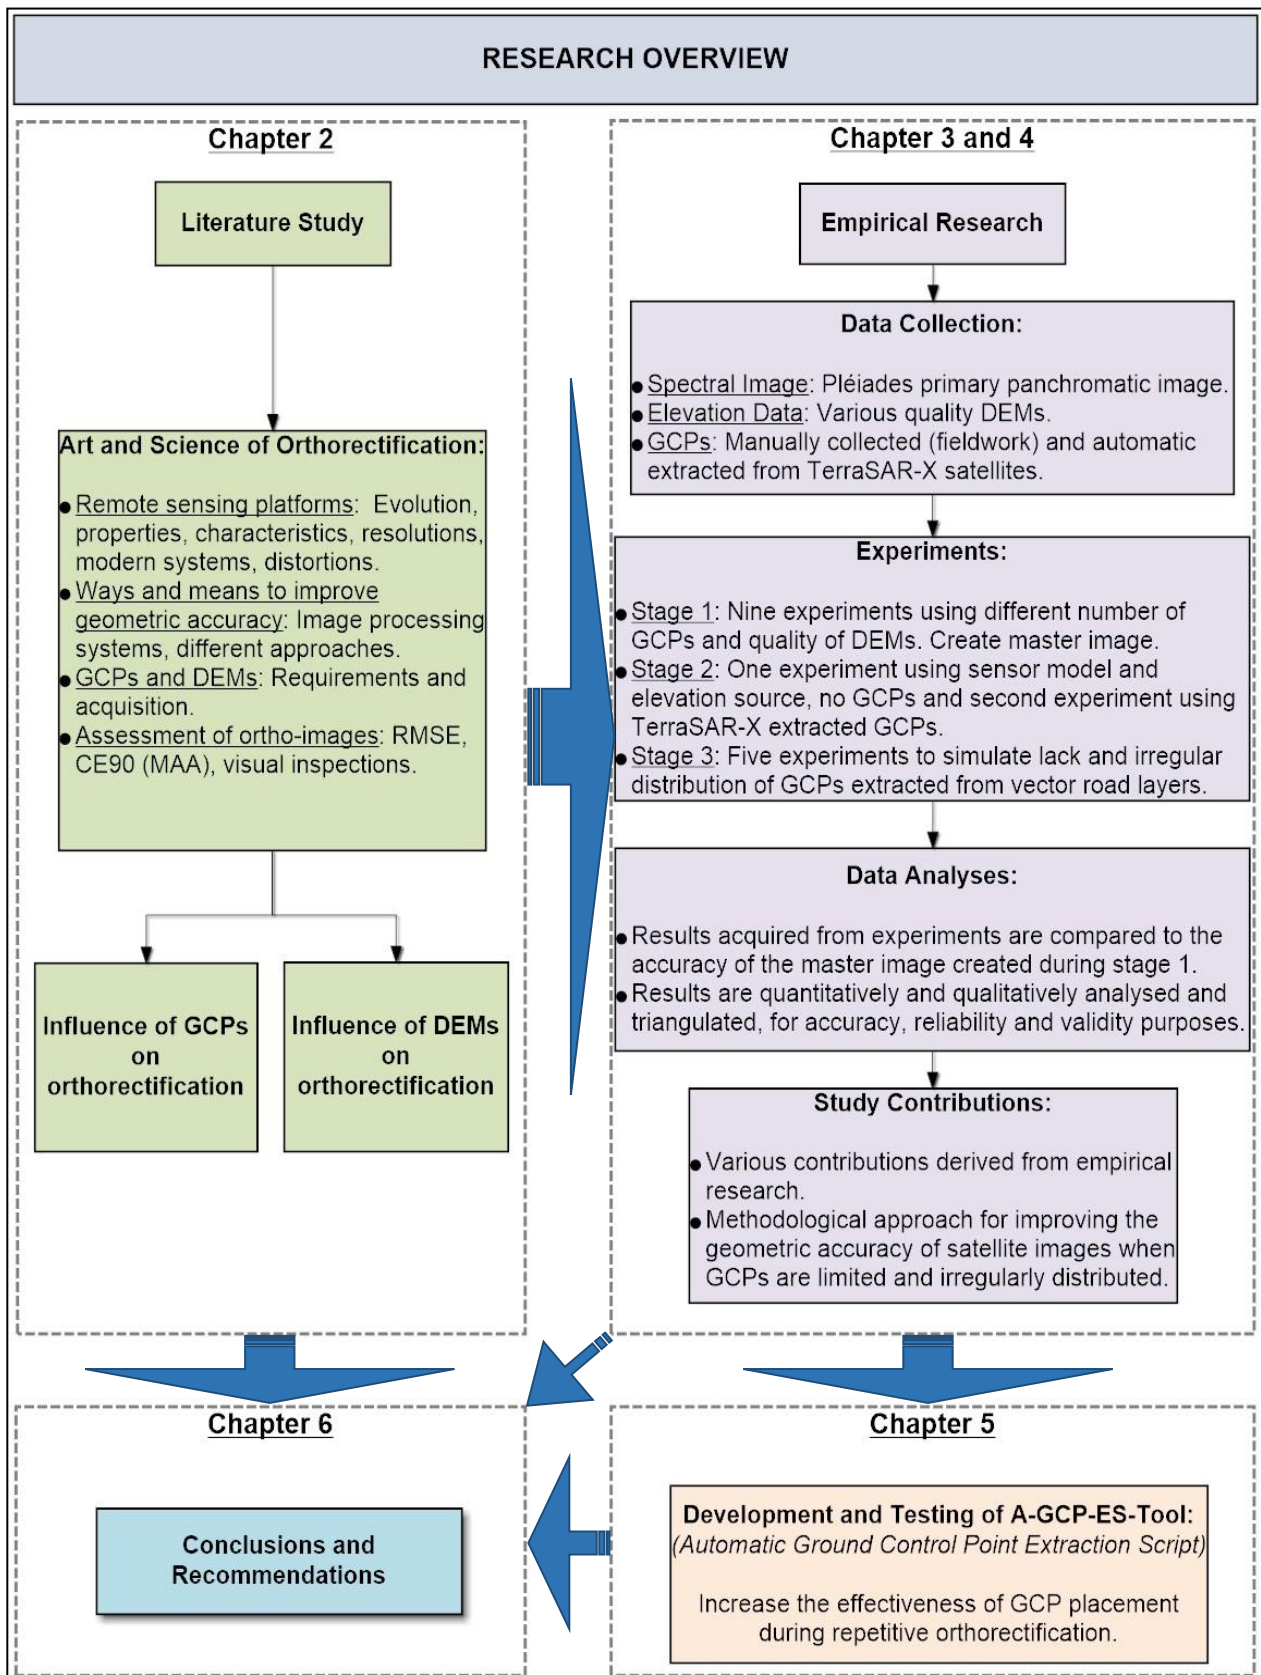 RESEARCH OVERVIEW
Chapter 2
Literature Study
Art and Science of Orthorectification:
● Remote sensing platforms: Evolution,
properties, characteristics, resolutions,
modern systems, distortions.
● Ways and means to improve
geometric accuracy: Image processing
systems, different approaches.
● GCPs and DEMs: Requirements and
acquisition.
● Assessment of ortho-images: RMSE,
CE90 (MAA), visual inspections.
Influence of GCPs
on
orthorectification
Influence of DEMs
on
orthorectification
Chapter 3 and 4
Empirical Research
Data Collection:
● Spectral Image: Pléiades primary panchromatic image.
● Elevation Data: Various quality DEMs.
● GCPs: Manually collected (fieldwork) and automatic
extracted from TerraSAR-X satellites.
Experiments:
● Stage 1: Nine experiments using different number of
GCPs and quality of DEMs. Create master image.
● Stage 2: One experiment using sensor model and
elevation source, no GCPs and second experiment using
TerraSAR-X extracted GCPs.
● Stage 3: Five experiments to simulate lack and irregular
distribution of GCPs extracted from vector road layers.
Data Analyses:
● Results acquired from experiments are compared to the
accuracy of the master image created during stage 1.
● Results are quantitatively and qualitatively analysed and
triangulated, for accuracy, reliability and validity purposes.
Study Contributions:
● Various contributions derived from empirical
research.
● Methodological approach for improving the
geometric accuracy of satellite images when
GCPs are limited and irregularly distributed.
Chapter 6
Conclusions and
Recommendations
Chapter 5
Development and Testing of A-GCP-ES-Tool:
(Automatic Ground Control Point Extraction Script)
Increase the effectiveness of GCP placement
during repetitive orthorectification.